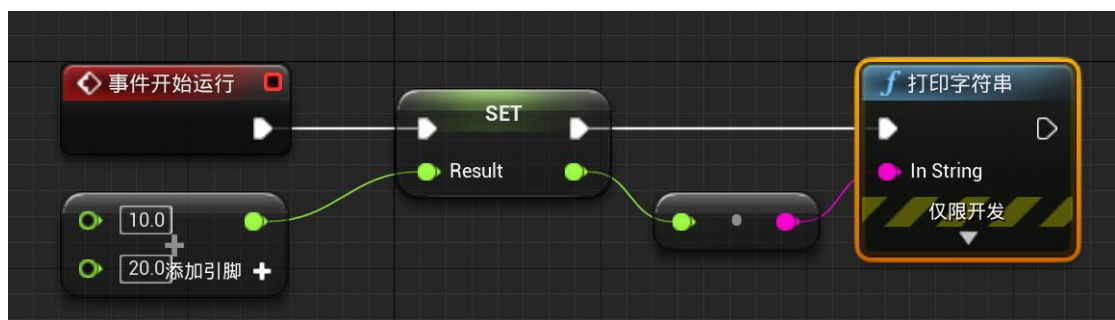 事件开始运行
SET
Result
10.0
20.0
添加引脚
f 打印字符串
In String
仅限开发